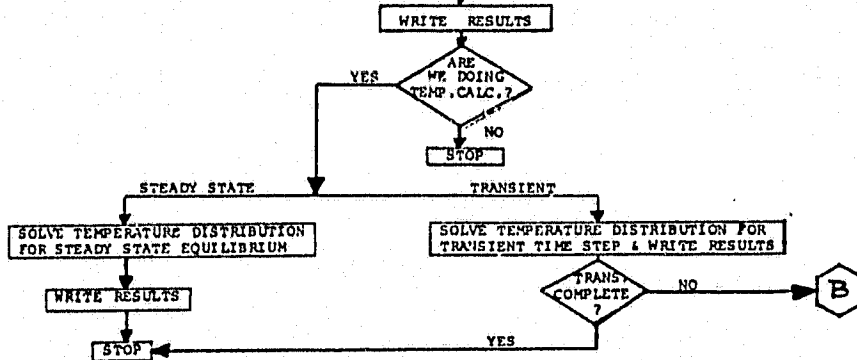 WRITE RESULTS
ARE
WE DOING
TEMP.CALC.?
YES
NO
STOP
STEADY STATE
TRANSIENT
SOLVE TEMPERATURE DISTRIBUTION
FOR STEADY STATE EQUILIBRIUM
SOLVE TEMPERATURE DISTRIBUTION FOR
TRANSIENT TIME STEP & WRITE RESULTS
WRITE RESULTS
TRANS.
COMPLETE
?
NO
B
YES
STOP